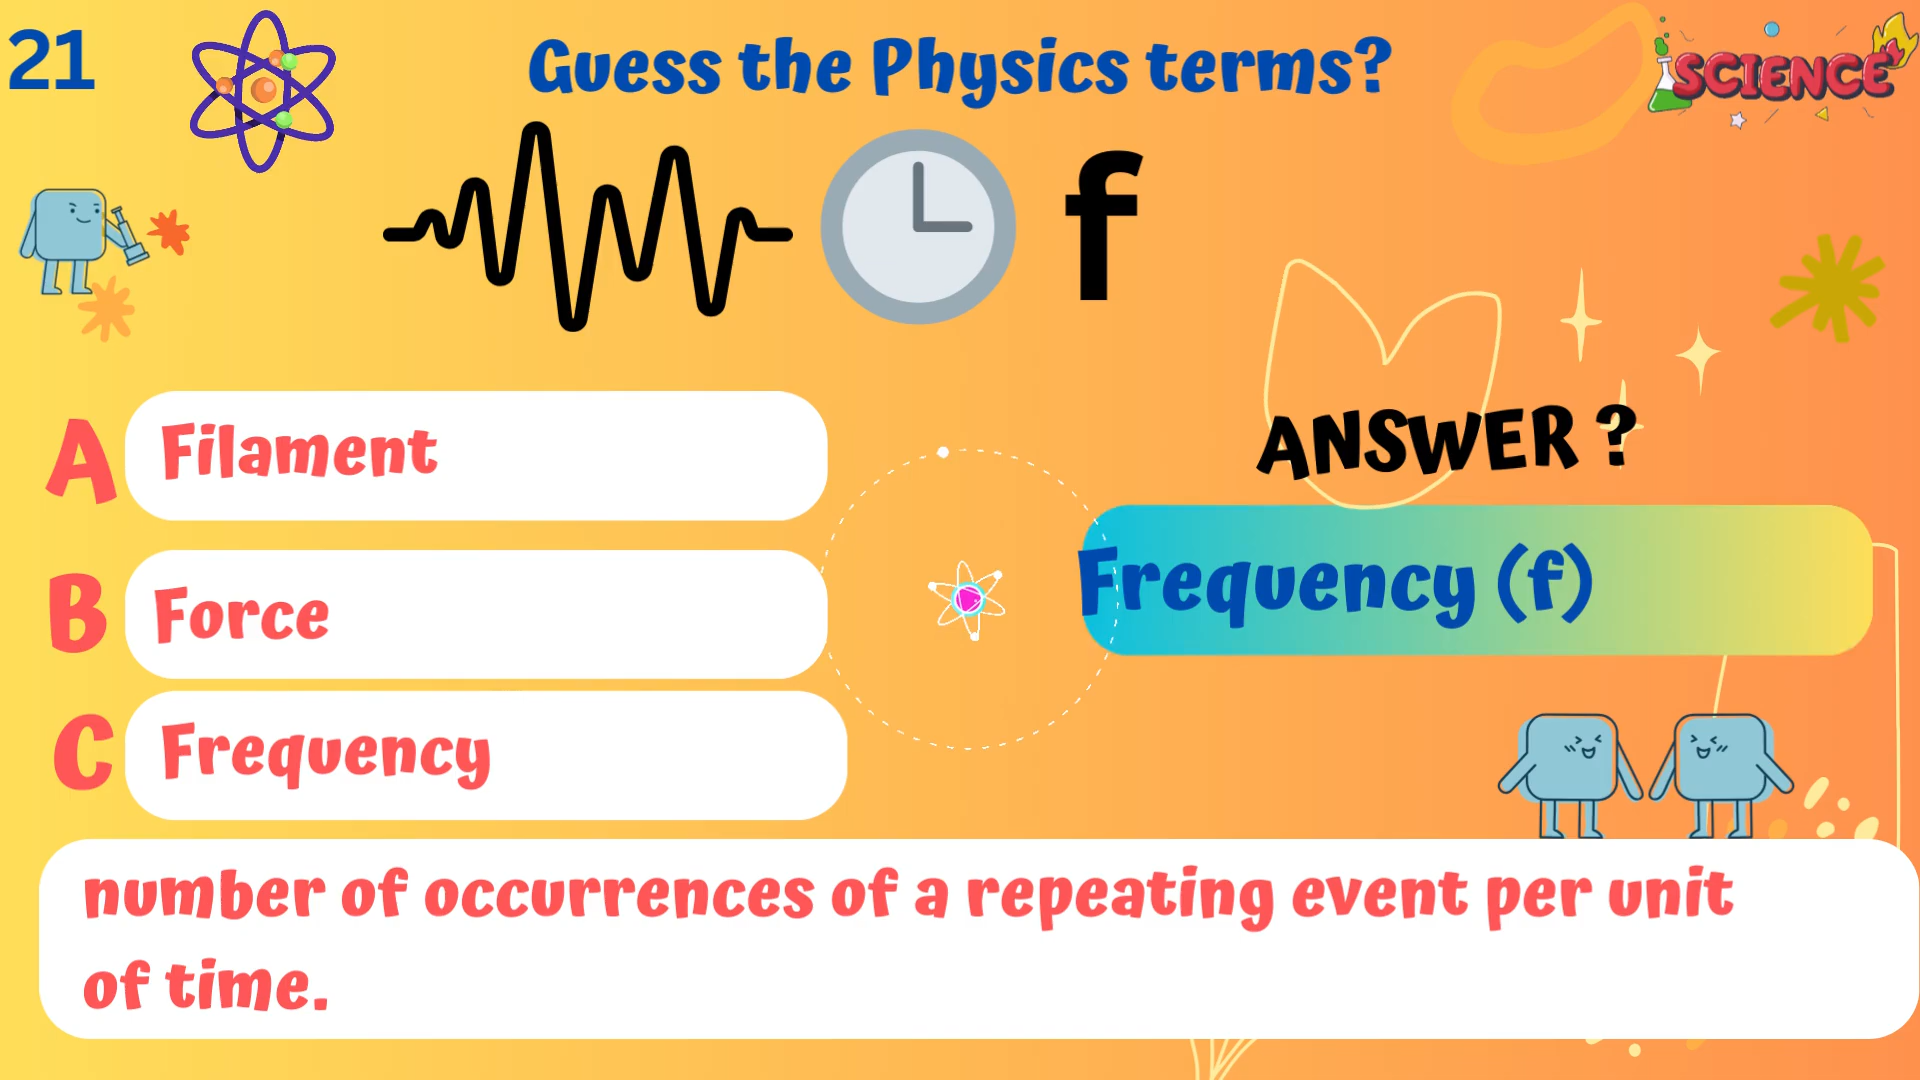 21
Guess the Physics terms?
SCIENCE
f
A Filament
B Force
C Frequency
ANSWER ?
Frequency (f)
number of occurrences of a repeating event per unit
of time.